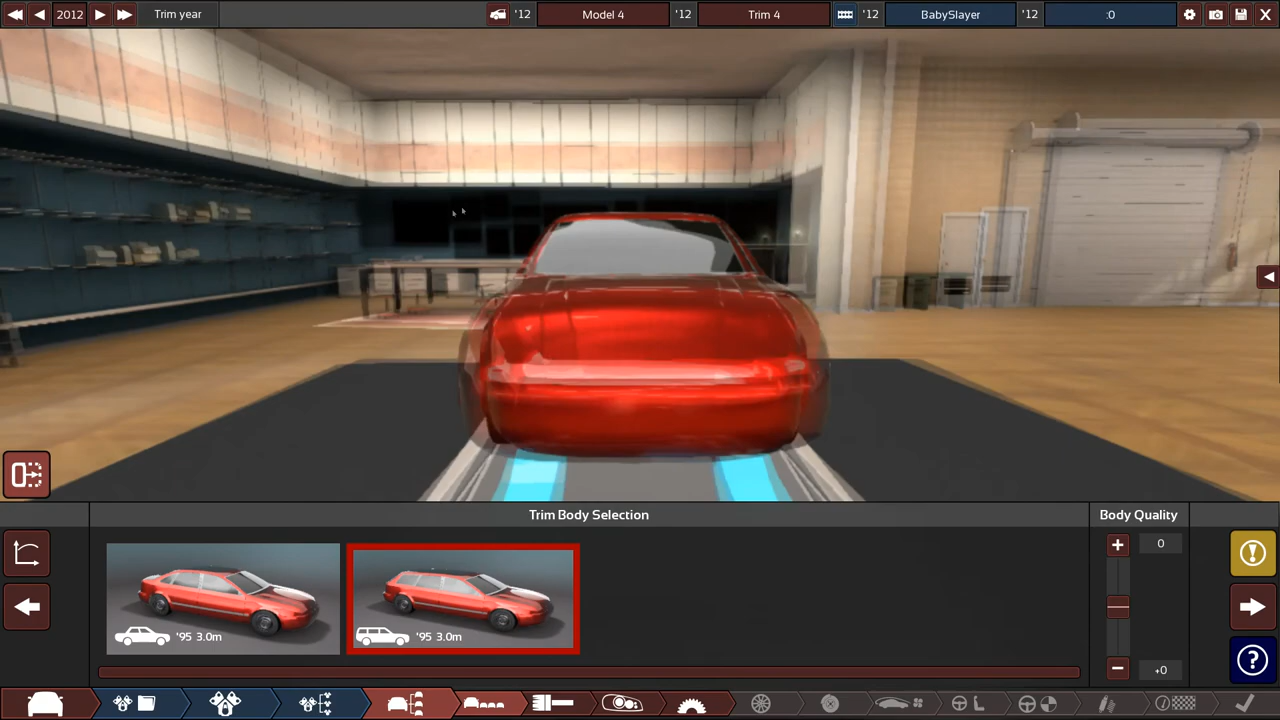 2012 Trim year '12 Model 4 '12 Trim 4 '12 BabySlayer '12 :0
Trim Body Selection
Body Quality
0
'95 3.0m
'95 3.0m
+0